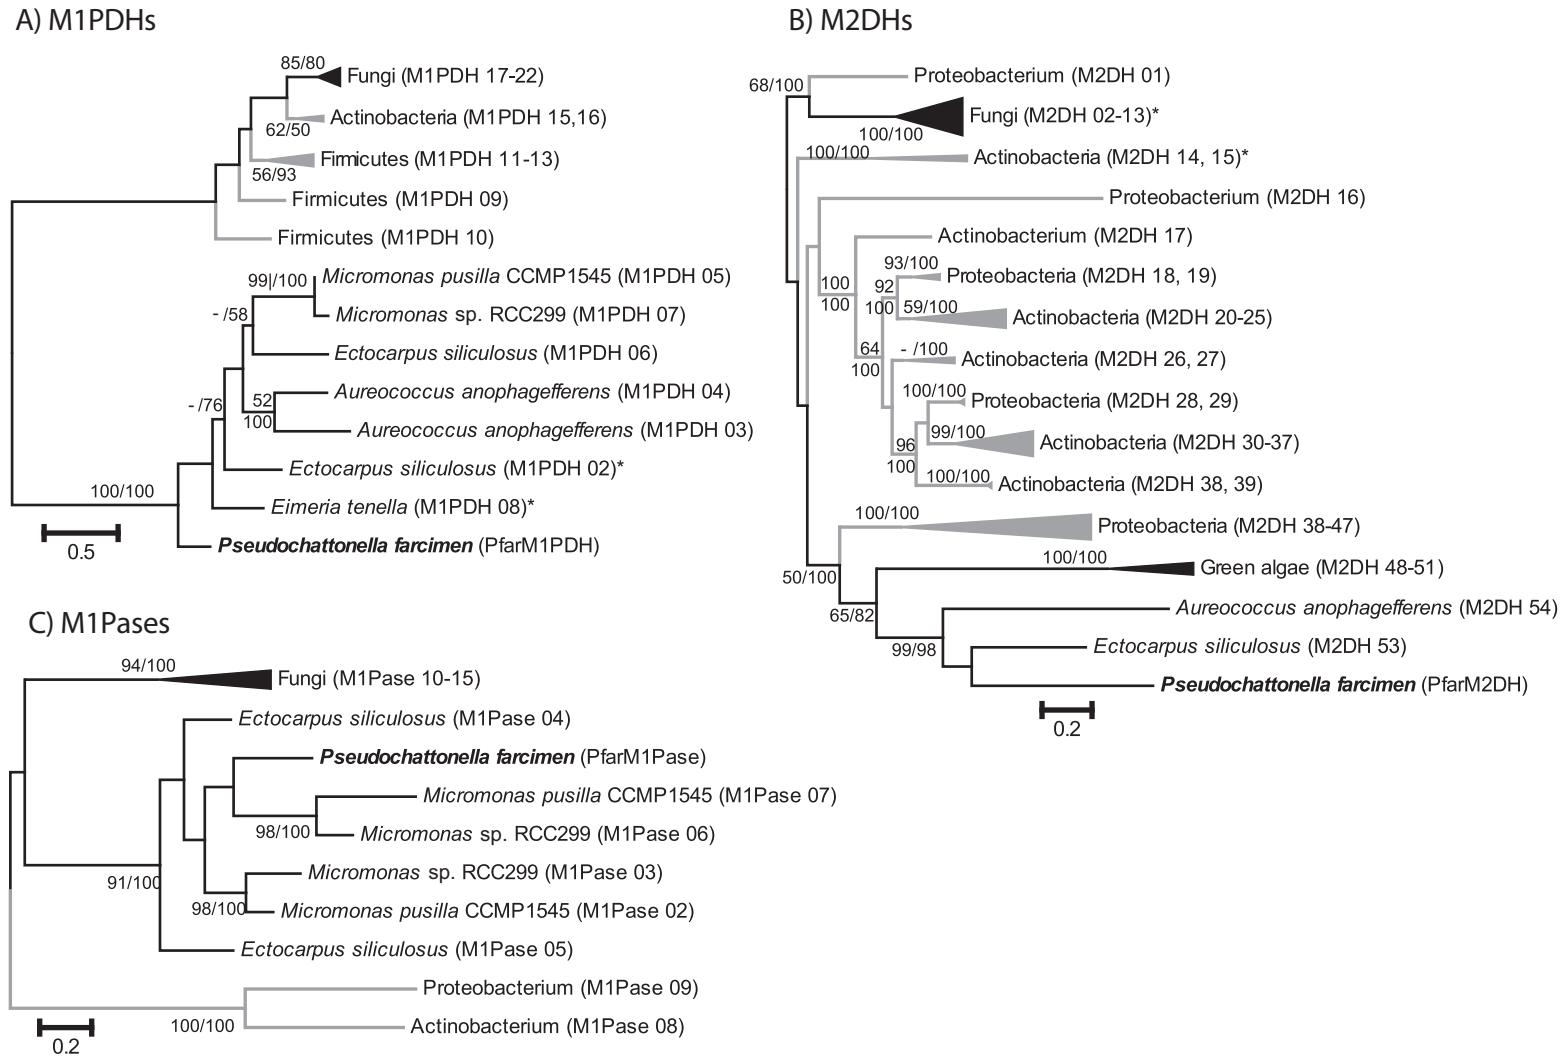 A) M1PDHs
85/80
Fungi (M1PDH 17-22)
Actinobacteria (M1PDH 15,16)
62/50
Firmicutes (M1PDH 11-13)
56/93
Firmicutes (M1PDH 09)
Firmicutes (M1PDH 10)
Micromonas pusilla CCMP1545 (M1PDH 05)
99|/100
- /58
Micromonas sp. RCC299 (M1PDH 07)
Ectocarpus siliculosus (M1PDH 06)
Aureococcus anophagefferens (M1PDH 04)
- /76
52
100
Aureococcus anophagefferens (M1PDH 03)
Ectocarpus siliculosus (M1PDH 02)*
100/100
Eimeria tenella (M1PDH 08)*
Pseudochattonella farcimen (PfarM1PDH)
0.5
B) M2DHs
Proteobacterium (M2DH 01)
68/100
Fungi (M2DH 02-13)*
100/100
100/100
Actinobacteria (M2DH 14, 15)*
Proteobacterium (M2DH 16)
Actinobacterium (M2DH 17)
93/100
Proteobacteria (M2DH 18, 19)
100
100
92
100
59/100
Actinobacteria (M2DH 20-25)
64
100
- /100
Actinobacteria (M2DH 26, 27)
100/100
Proteobacteria (M2DH 28, 29)
99/100
Actinobacteria (M2DH 30-37)
96
100
100/100
Actinobacteria (M2DH 38, 39)
100/100
Proteobacteria (M2DH 38-47)
100/100
Green algae (M2DH 48-51)
50/100
65/82
Aureococcus anophagefferens (M2DH 54)
99/98
Ectocarpus siliculosus (M2DH 53)
Pseudochattonella farcimen (PfarM2DH)
0.2
C) M1Pases
94/100
Fungi (M1Pase 10-15)
Ectocarpus siliculosus (M1Pase 04)
Pseudochattonella farcimen (PfarM1Pase)
Micromonas pusilla CCMP1545 (M1Pase 07)
98/100
Micromonas sp. RCC299 (M1Pase 06)
Micromonas sp. RCC299 (M1Pase 03)
91/100
98/100
Micromonas pusilla CCMP1545 (M1Pase 02)
Ectocarpus siliculosus (M1Pase 05)
Proteobacterium (M1Pase 09)
100/100
Actinobacterium (M1Pase 08)
0.2